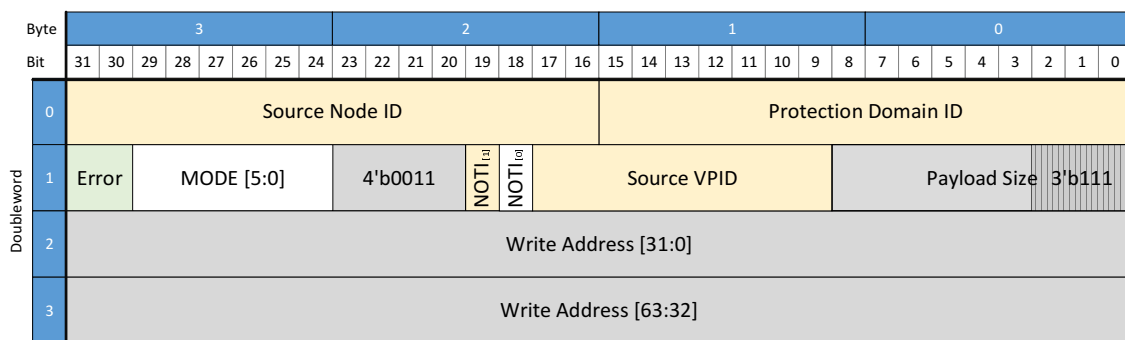 Byte 3 2 1 0
Bit 31 30 29 28 27 26 25 24 23 22 21 20 19 18 17 16 15 14 13 12 11 10 9 8 7 6 5 4 3 2 1 0
Doubleword
0 Source Node ID Protection Domain ID
1 Error MODE [5:0] 4'b0011 NOTI[1] NOTI[0] Source VPID Payload Size 3'b111
2 Write Address [31:0]
3 Write Address [63:32]